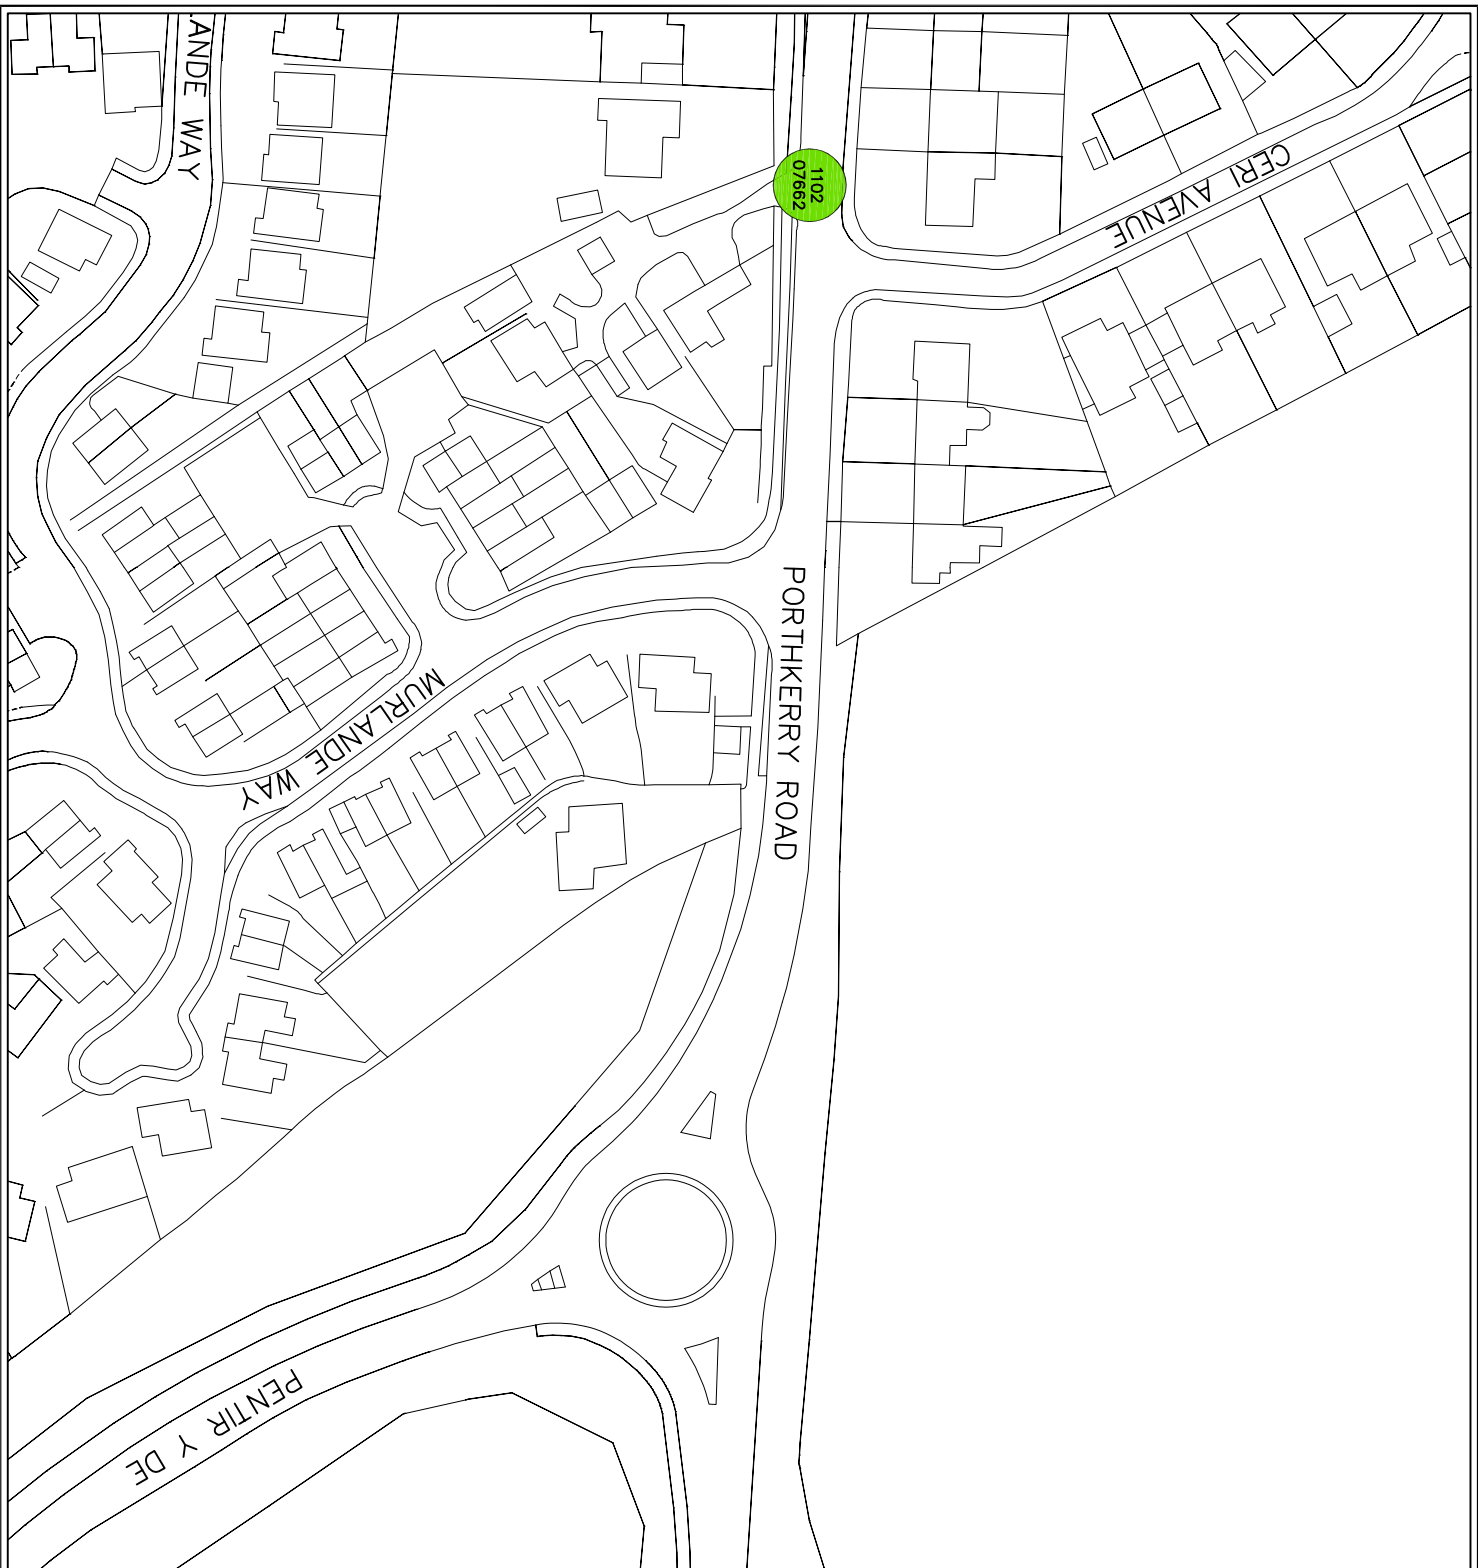 ANDE WAY
1102
07662
CERI AVENUE
PORTHKERRY ROAD
MURLANDE WAY
PENTIR Y DE